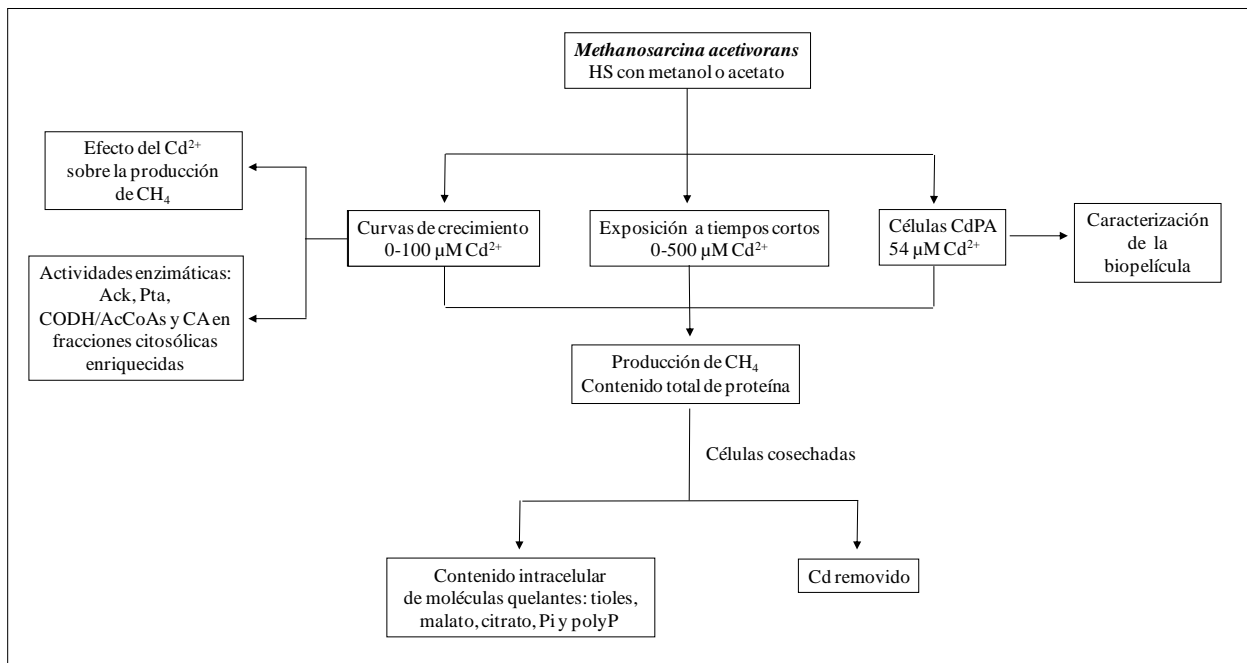 Methanosarcina acetivorans
HS con metanol o acetato
Efecto del Cd²⁺
sobre la producción
de CH₄
Curvas de crecimiento
0-100 µM Cd²⁺
Exposición a tiempos cortos
0-500 µM Cd²⁺
Células CdPA
54 µM Cd²⁺
Caracterización
de la
biopelícula
Actividades enzimáticas:
Ack, Pta,
CODH/AcCoAs y CA en
fracciones citosólicas
enriquecidas
Producción de CH₄
Contenido total de proteína
Células cosechadas
Contenido intracelular
de moléculas quelantes: tioles,
malato, citrato, Pi y polyP
Cd removido